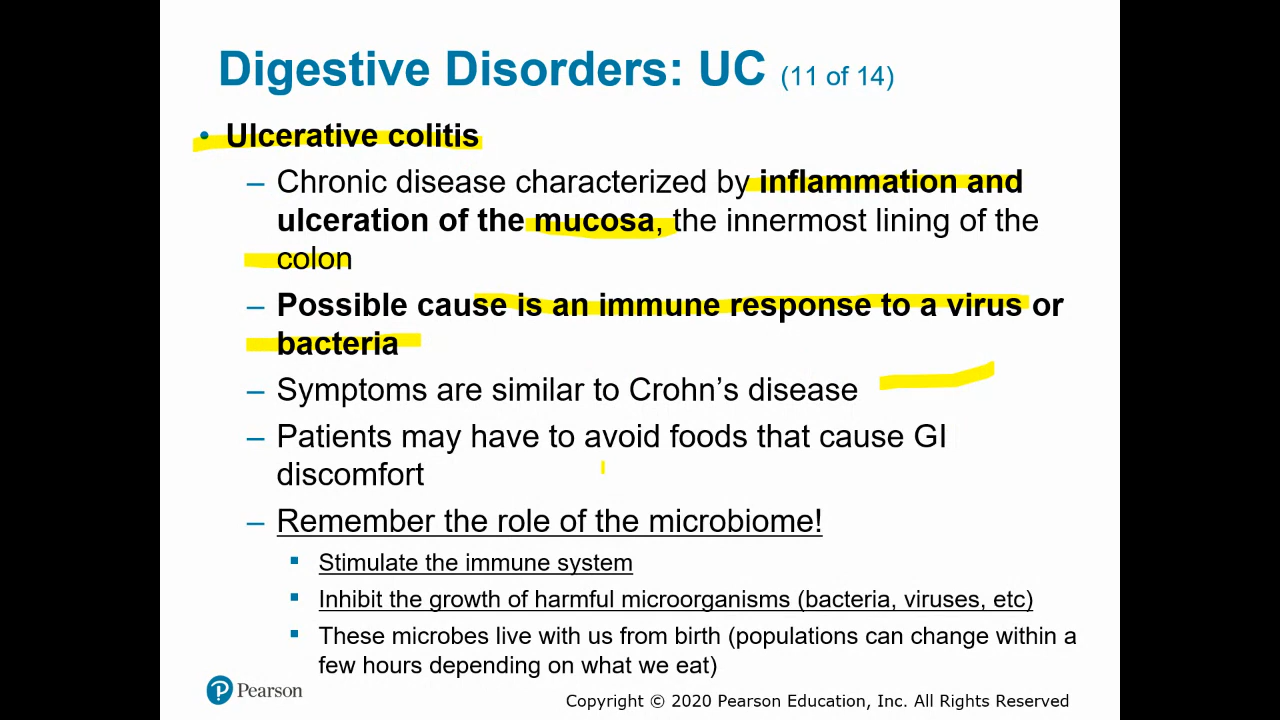 Digestive Disorders: UC (11 of 14)
• Ulcerative colitis
– Chronic disease characterized by inflammation and
ulceration of the mucosa, the innermost lining of the
colon
– Possible cause is an immune response to a virus or
bacteria
– Symptoms are similar to Crohn’s disease
– Patients may have to avoid foods that cause GI
discomfort
– Remember the role of the microbiome!
▪ Stimulate the immune system
▪ Inhibit the growth of harmful microorganisms (bacteria, viruses, etc)
▪ These microbes live with us from birth (populations can change within a
few hours depending on what we eat)
P Pearson
Copyright © 2020 Pearson Education, Inc. All Rights Reserved